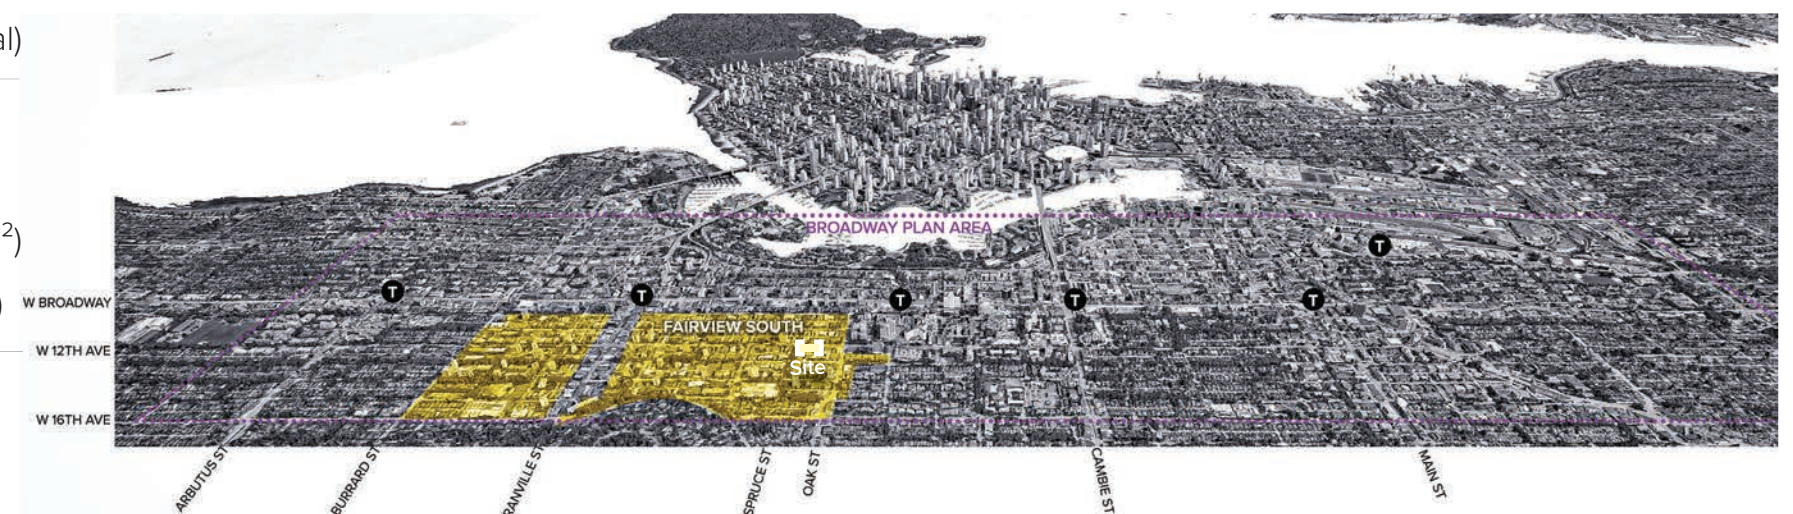 al)
²)
)
BROADWAY PLAN AREA
T
T
T
T
T
T
W BROADWAY
FAIRVIEW SOUTH
W 12TH AVE
Site
W 16TH AVE
ARBUTUS ST
BURRARD ST
RANVILLE ST
SPRUCE ST
OAK ST
CAMBIE ST
MAIN ST